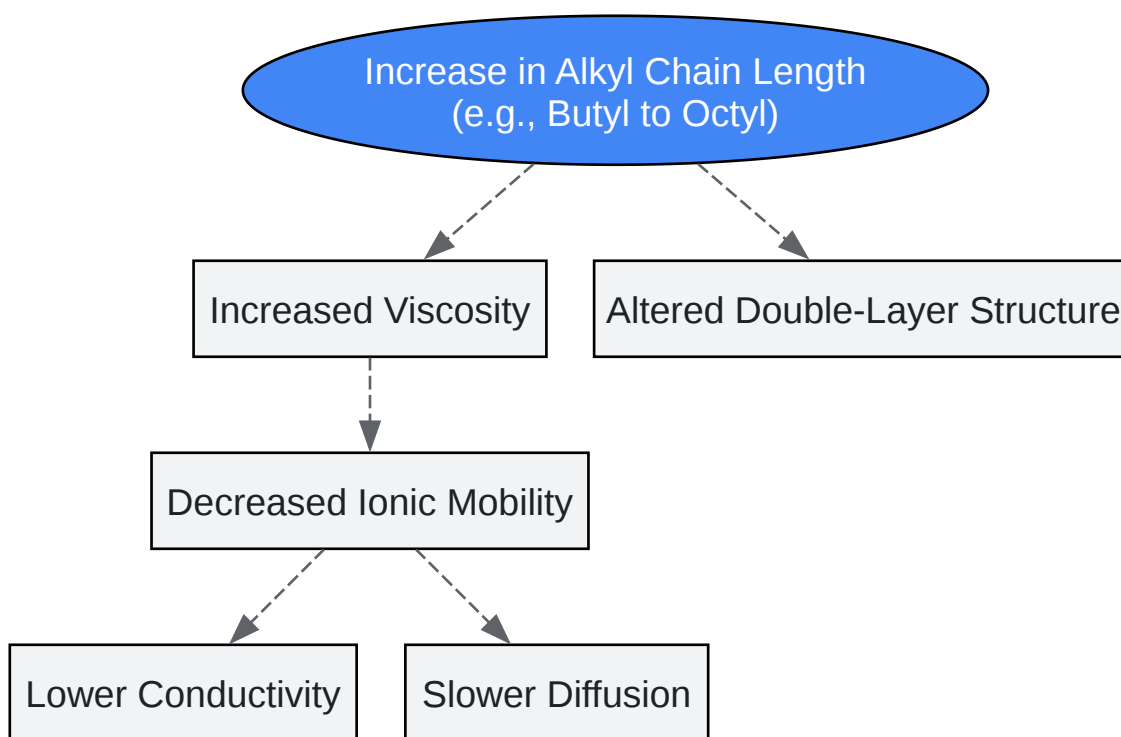 Increase in Alkyl Chain Length
(e.g., Butyl to Octyl)
Increased Viscosity
Altered Double-Layer Structure
Decreased Ionic Mobility
Lower Conductivity
Slower Diffusion